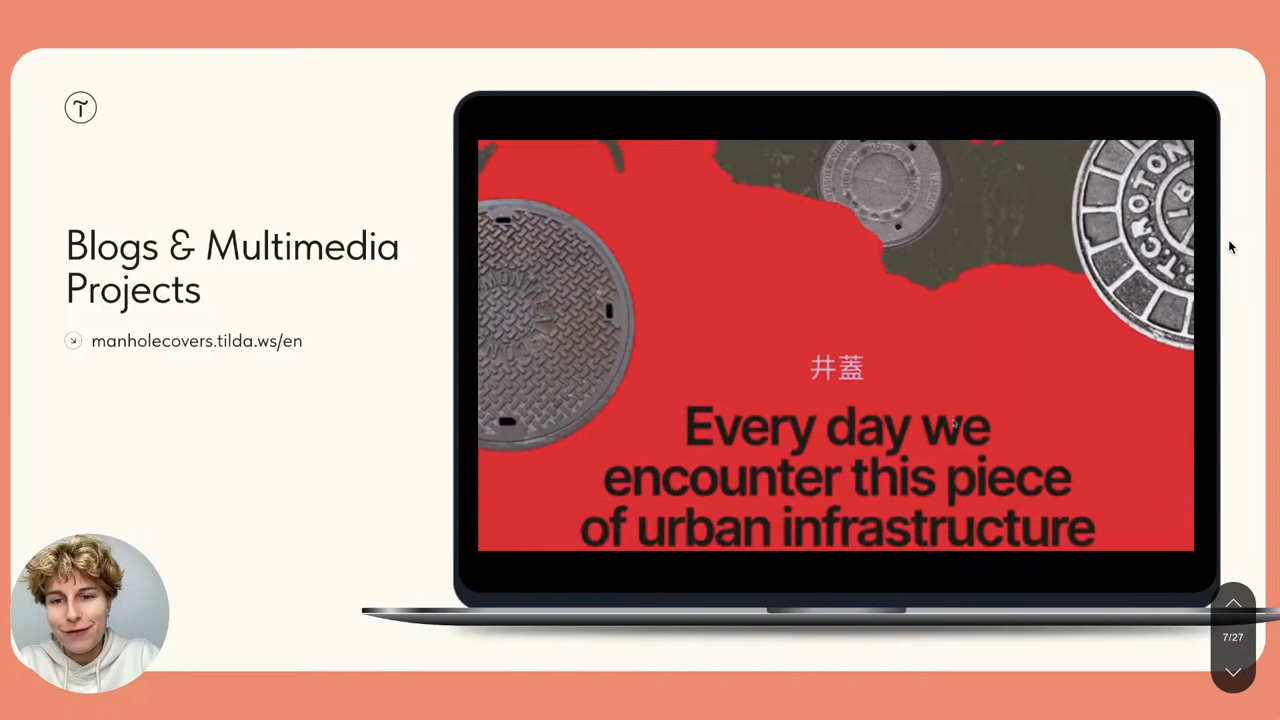 Blogs & Multimedia
Projects
manholecovers.tilda.ws/en
CROTON
井蓋
Every day we
encounter this piece
of urban infrastructure
7/27